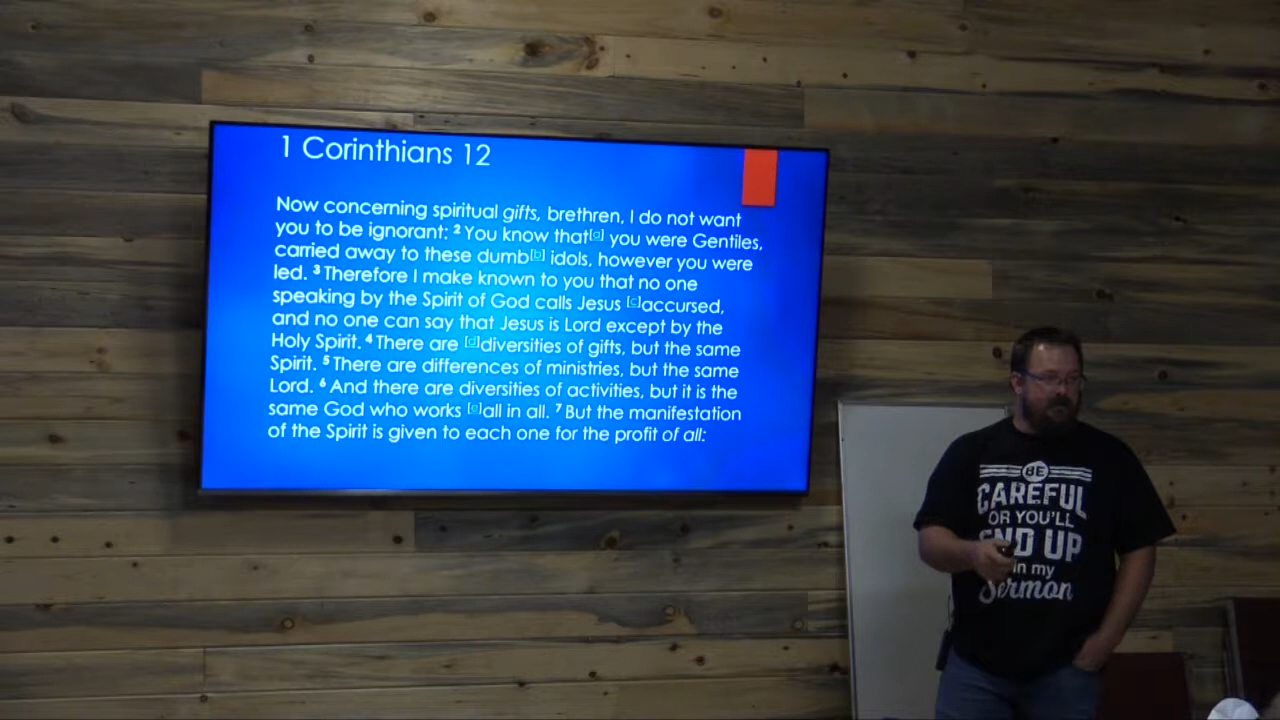 1 Corinthians 12
Now concerning spiritual gifts, brethren, I do not want
you to be ignorant: 2 You know that[a] you were Gentiles,
carried away to these dumb[b] idols, however you were
led. 3 Therefore I make known to you that no one
speaking by the Spirit of God calls Jesus [c]accursed,
and no one can say that Jesus is Lord except by the
Holy Spirit. 4 There are [d]diversities of gifts, but the same
Spirit. 5 There are differences of ministries, but the same
Lord. 6 And there are diversities of activities, but it is the
same God who works [e]all in all. 7 But the manifestation
of the Spirit is given to each one for the profit of all:
BE
CAREFUL
OR YOU'LL
END UP
in my
Sermon